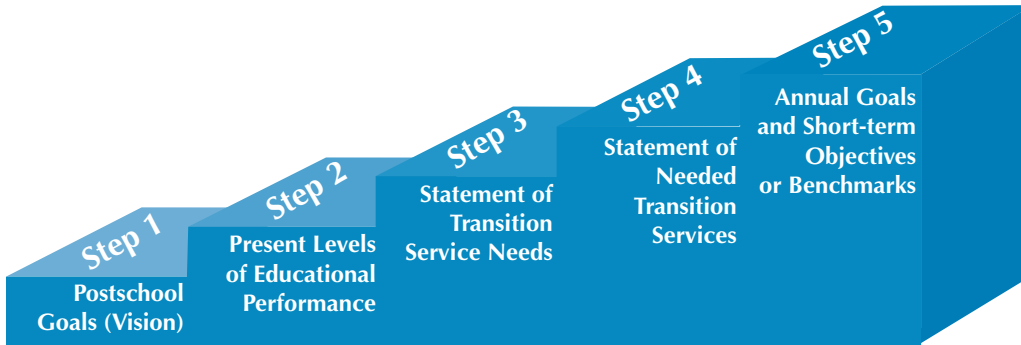 Step 1
Postschool
Goals (Vision)
Step 2
Present Levels
of Educational
Performance
Step 3
Statement of
Transition
Service Needs
Step 4
Statement of
Needed
Transition
Services
Step 5
Annual Goals
and Short-term
Objectives
or Benchmarks